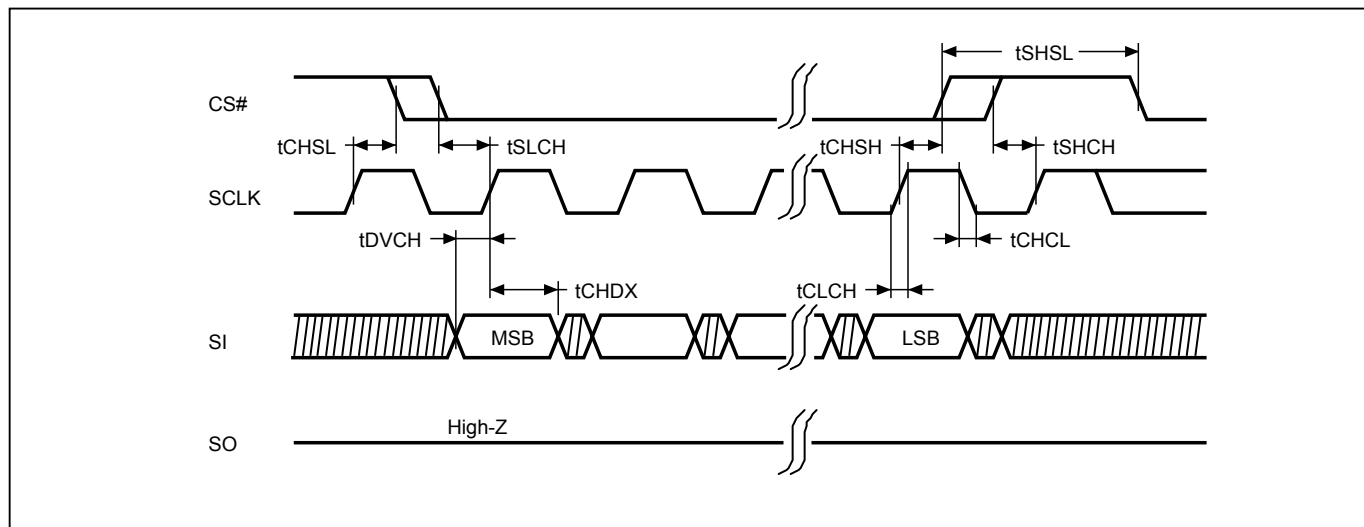 tSHSL
CS#
tCHSL
tSLCH
tCHSH
tSHCH
SCLK
tDVCH
tCHCL
tCHDX
tCLCH
SI
MSB
LSB
High-Z
SO